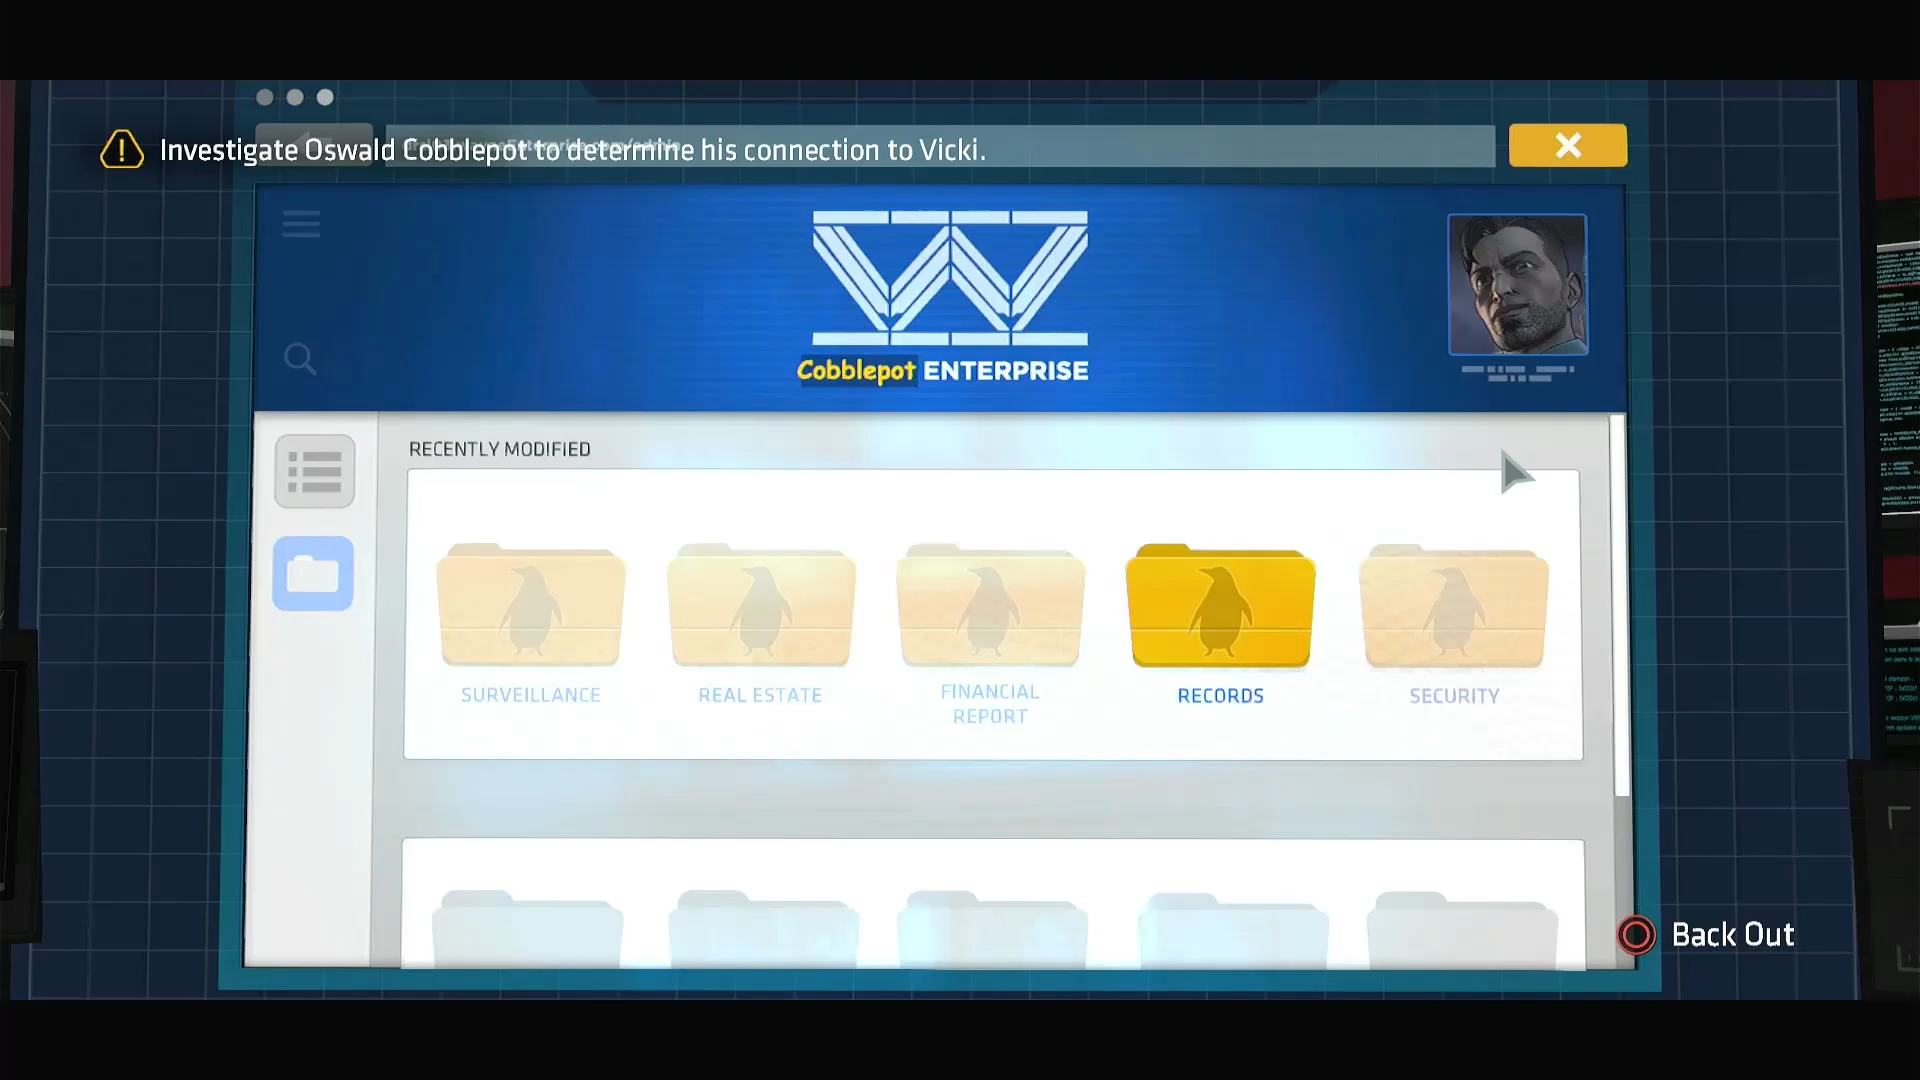 Investigate Oswald Cobblepot to determine his connection to Vicki.
Cobblepot ENTERPRISE
RECENTLY MODIFIED
SURVEILLANCE
REAL ESTATE
FINANCIAL
REPORT
RECORDS
SECURITY
Back Out